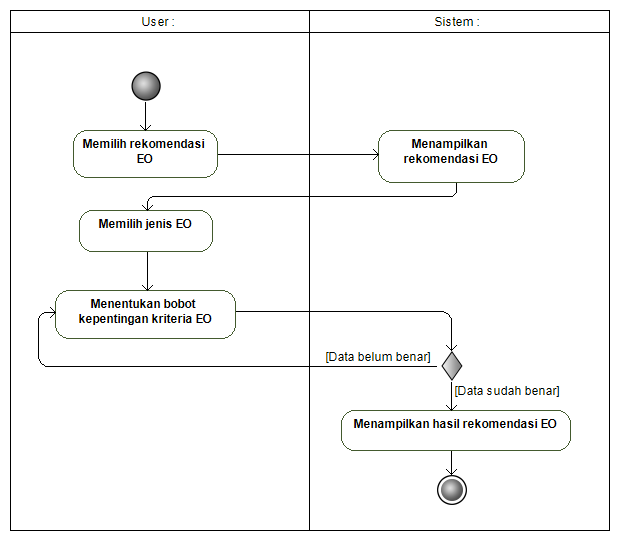 User :
Sistem :
Memilih rekomendasi
EO
Menampilkan
rekomendasi EO
Memilih jenis EO
Menentukan bobot
kepentingan kriteria EO
[Data belum benar]
[Data sudah benar]
Menampilkan hasil rekomendasi EO